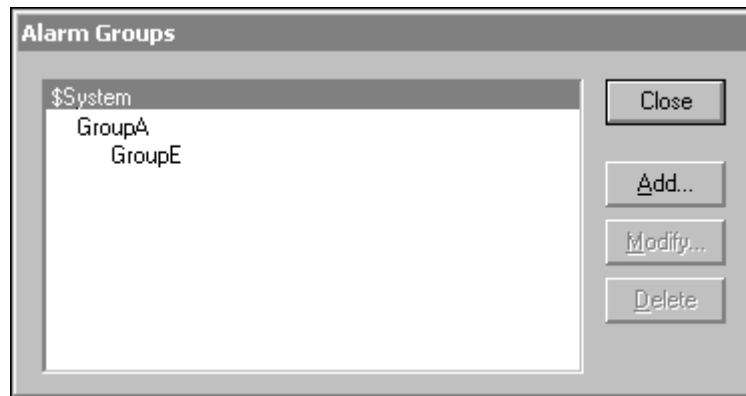 Alarm Groups
$System
GroupA
GroupE
Close
Add...
Modify...
Delete